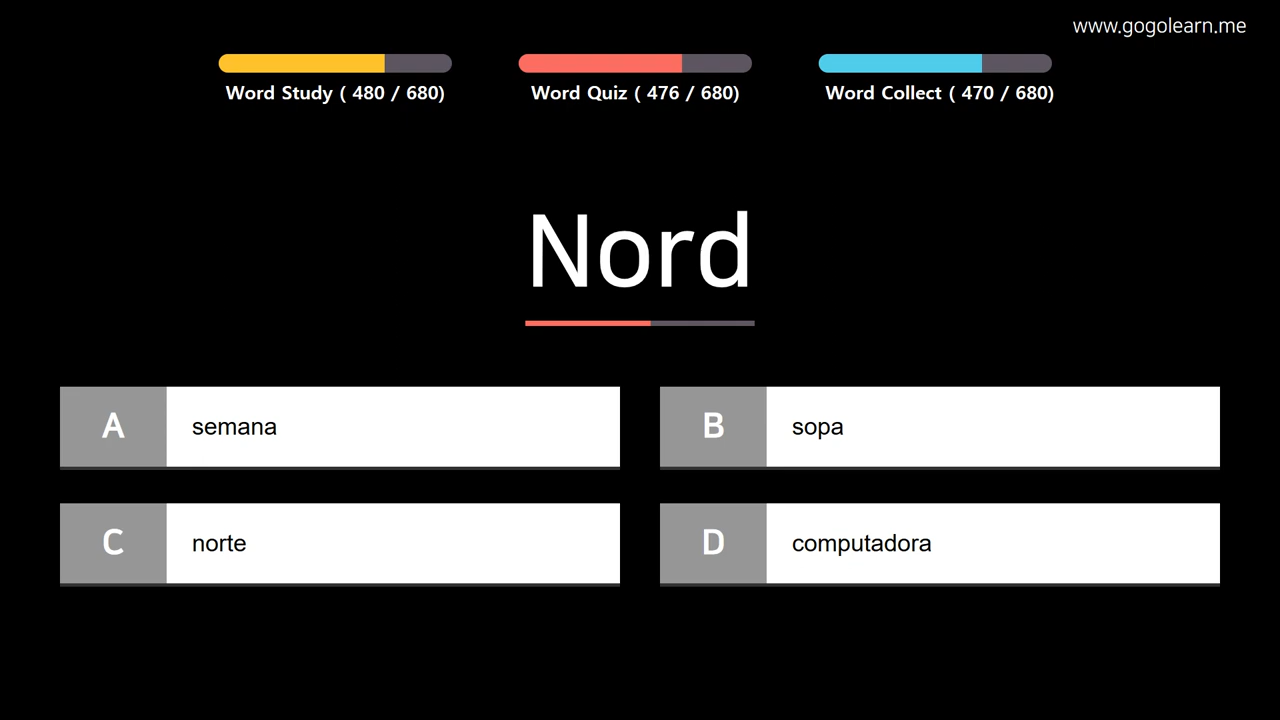 www.gogolearn.me
Word Study ( 480 / 680)
Word Quiz ( 476 / 680)
Word Collect ( 470 / 680)
Nord
A semana
B sopa
C norte
D computadora